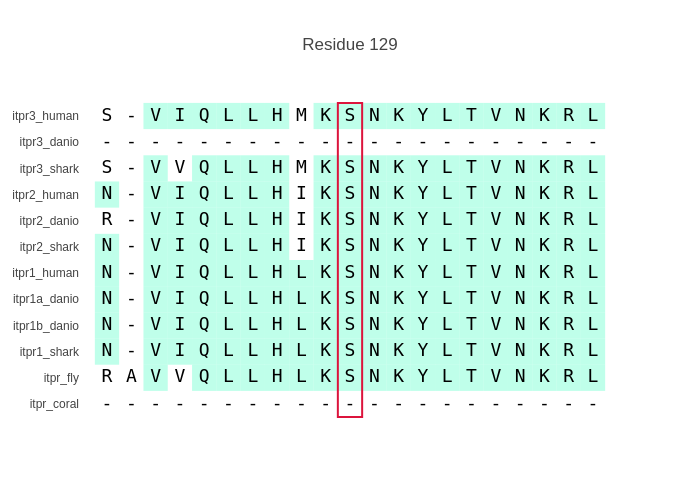 Residue 129
itpr3_human S - V I Q L L H M K S N K Y L T V N K R L
itpr3_danio - - - - - - - - - - - - - - - - - - - - -
itpr3_shark S - V V Q L L H M K S N K Y L T V N K R L
itpr2_human N - V I Q L L H I K S N K Y L T V N K R L
itpr2_danio R - V I Q L L H I K S N K Y L T V N K R L
itpr2_shark N - V I Q L L H I K S N K Y L T V N K R L
itpr1_human N - V I Q L L H L K S N K Y L T V N K R L
itpr1a_danio N - V I Q L L H L K S N K Y L T V N K R L
itpr1b_danio N - V I Q L L H L K S N K Y L T V N K R L
itpr1_shark N - V I Q L L H L K S N K Y L T V N K R L
itpr_fly R A V V Q L L H L K S N K Y L T V N K R L
itpr_coral - - - - - - - - - - - - - - - - - - - - -